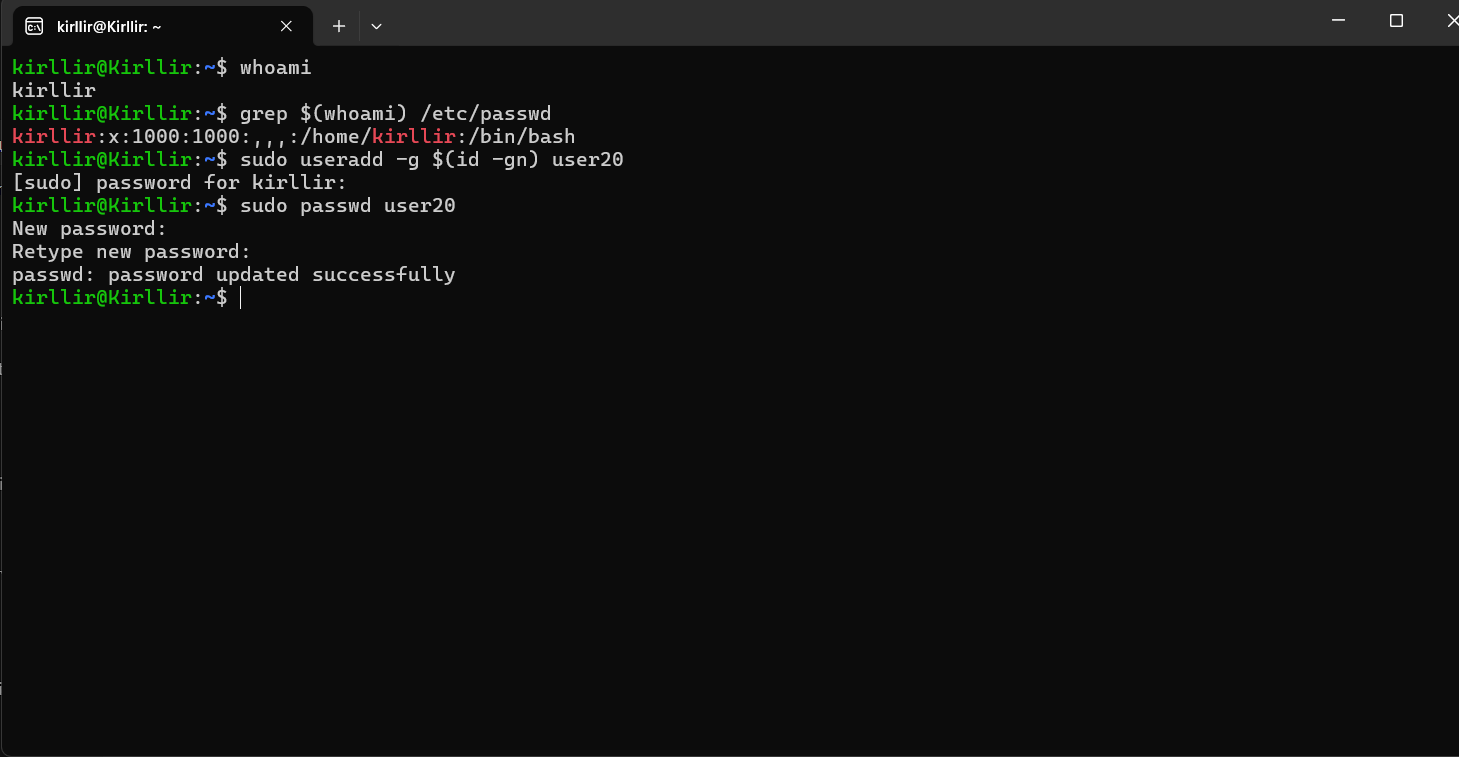 kirllir@Kirllir: ~
kirllir@Kirllir:~$ whoami
kirllir
kirllir@Kirllir:~$ grep $(whoami) /etc/passwd
kirllir:x:1000:1000:,,,:/home/kirllir:/bin/bash
kirllir@Kirllir:~$ sudo useradd -g $(id -gn) user20
[sudo] password for kirllir:
kirllir@Kirllir:~$ sudo passwd user20
New password:
Retype new password:
passwd: password updated successfully
kirllir@Kirllir:~$